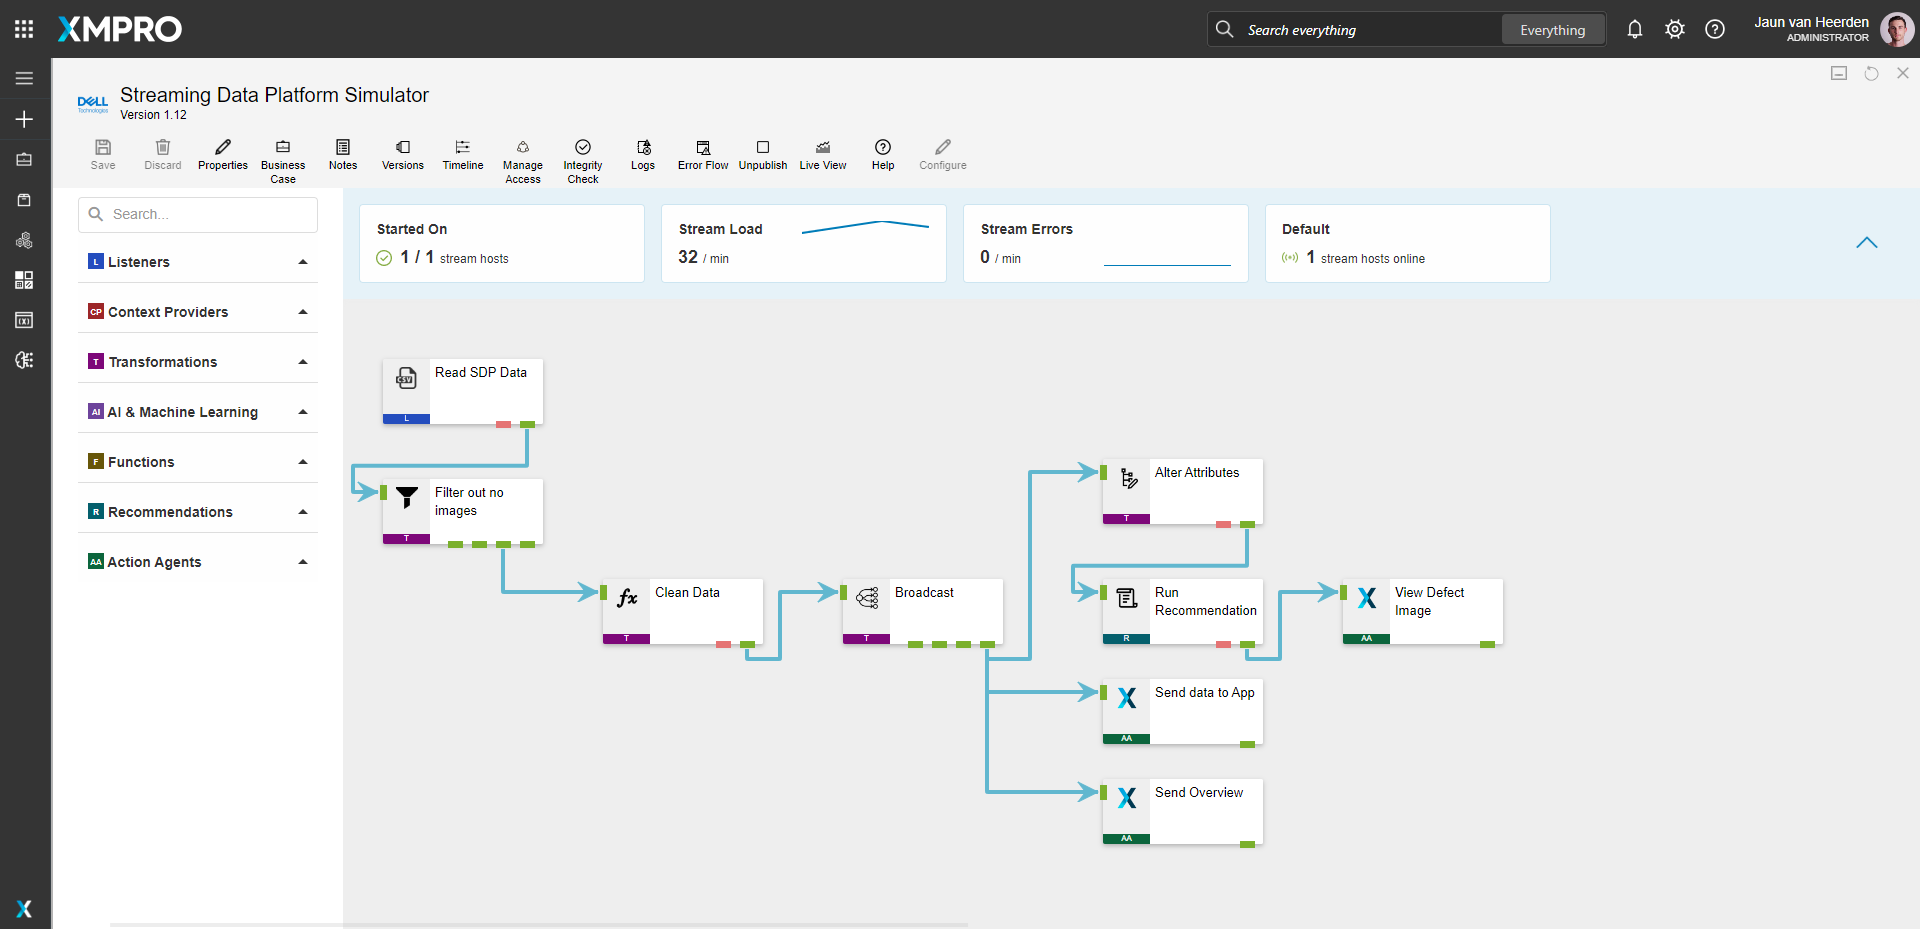 XMPRO
Search everything
Everything
Jaun van Heerden
ADMINISTRATOR
DELL
Technologies
Streaming Data Platform Simulator
Version 1.12
Save
Discard
Properties
Business
Case
Notes
Versions
Timeline
Manage
Access
Integrity
Check
Logs
Error Flow
Unpublish
Live View
Help
Configure
Search...
L Listeners
CP Context Providers
T Transformations
AI AI & Machine Learning
F Functions
R Recommendations
AA Action Agents
Started On
1 / 1 stream hosts
Stream Load
32 / min
Stream Errors
0 / min
Default
1 stream hosts online
CSV
Read SDP Data
L
Filter out no
images
T
fx
Clean Data
T
Broadcast
T
Alter Attributes
T
Run
Recommendation
R
View Defect
Image
AA
Send data to App
AA
Send Overview
AA